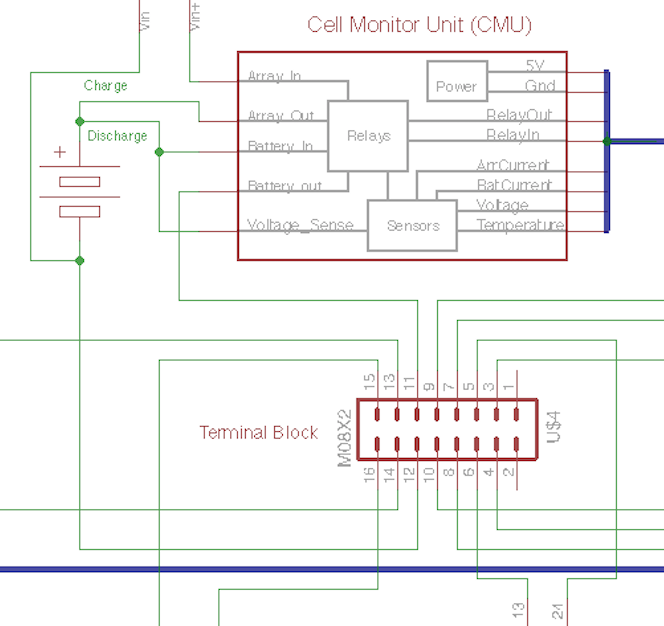 Vin-
Vin+
Cell Monitor Unit (CMU)
Charge
Discharge
+
Array_In
Array_Out
Battery_In
Battery_out
Voltage_Sense
Relays
Sensors
Power
5V
Gnd
RelayOut
RelayIn
ArrCurrent
BatCurrent
Voltage
Temperature
15 13 11 9 7 5 3 1
Terminal Block
M08X2
U$4
16 14 12 10 8 6 4 2
13
24